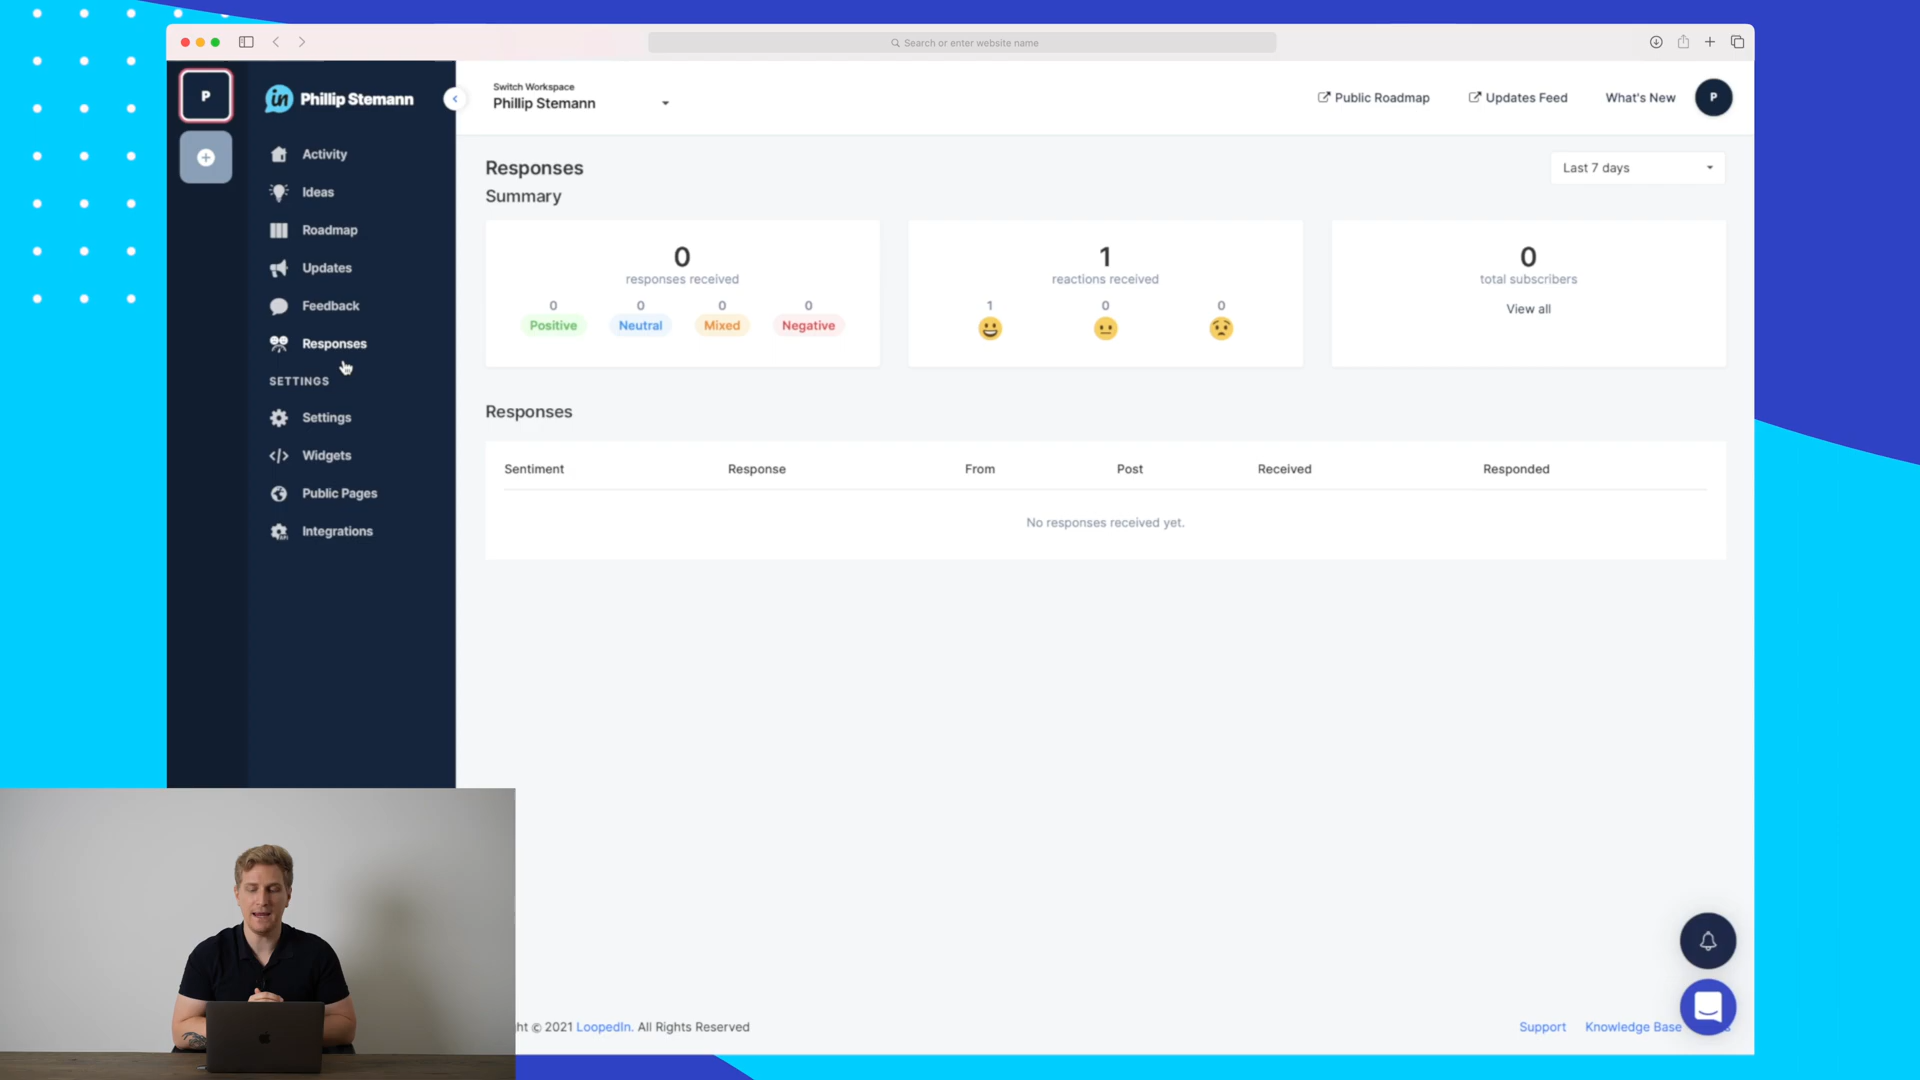 Search or enter website name
P
Phillip Stemann
Switch Workspace
Phillip Stemann
Public Roadmap
Updates Feed
What's New
P
Activity
Ideas
Roadmap
Updates
Feedback
Responses
SETTINGS
Settings
Widgets
Public Pages
Integrations
Responses
Last 7 days
Summary
0
responses received
0 0 0 0
Positive Neutral Mixed Negative
1
reactions received
1 0 0
0
total subscribers
View all
Responses
Sentiment Response From Post Received Responded
No responses received yet.
© 2021 LoopedIn. All Rights Reserved
Support Knowledge Base